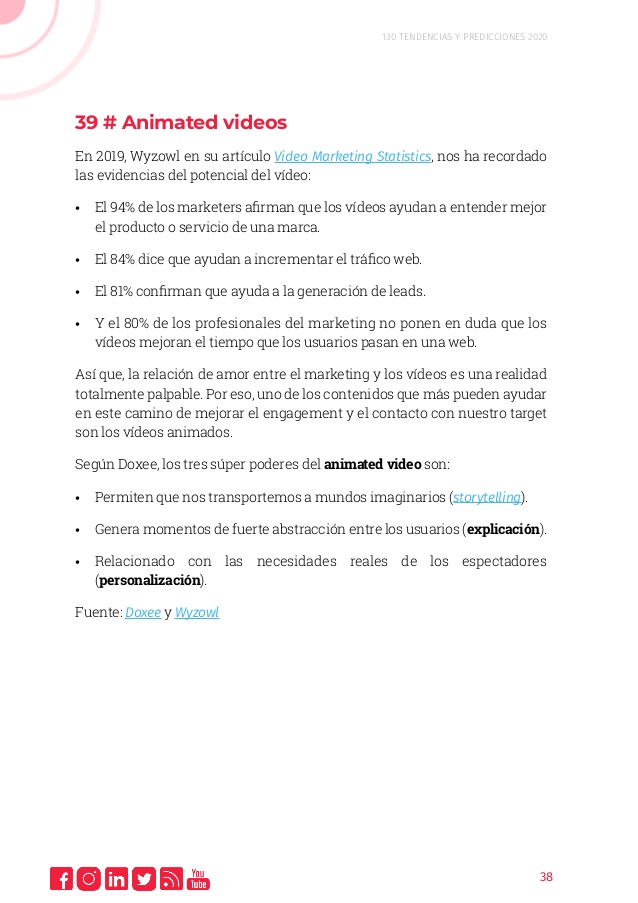 130 TENDENCIAS Y PREDICCIONES 2020
39 # Animated videos
En 2019, Wyzowl en su artículo Video Marketing Statistics, nos ha recordado
las evidencias del potencial del vídeo:
• El 94% de los marketers afirman que los vídeos ayudan a entender mejor
el producto o servicio de una marca.
• El 84% dice que ayudan a incrementar el tráfico web.
• El 81% confirman que ayuda a la generación de leads.
• Y el 80% de los profesionales del marketing no ponen en duda que los
vídeos mejoran el tiempo que los usuarios pasan en una web.
Así que, la relación de amor entre el marketing y los vídeos es una realidad
totalmente palpable. Por eso, uno de los contenidos que más pueden ayudar
en este camino de mejorar el engagement y el contacto con nuestro target
son los vídeos animados.
Según Doxee, los tres súper poderes del animated video son:
• Permiten que nos transportemos a mundos imaginarios (storytelling).
• Genera momentos de fuerte abstracción entre los usuarios (explicación).
• Relacionado con las necesidades reales de los espectadores
(personalización).
Fuente: Doxee y Wyzowl
You
Tube
38